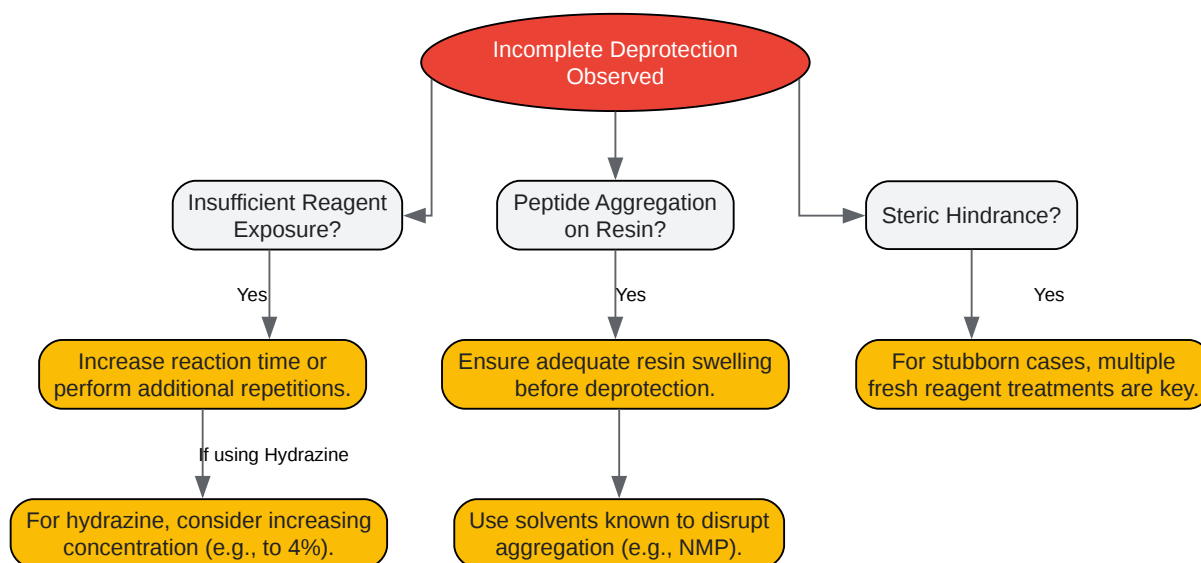 Incomplete Deprotection
Observed
Insufficient Reagent
Exposure?
Peptide Aggregation
on Resin?
Steric Hindrance?
Yes
Yes
Yes
Increase reaction time or
perform additional repetitions.
Ensure adequate resin swelling
before deprotection.
For stubborn cases, multiple
fresh reagent treatments are key.
If using Hydrazine
For hydrazine, consider increasing
concentration (e.g., to 4%).
Use solvents known to disrupt
aggregation (e.g., NMP).